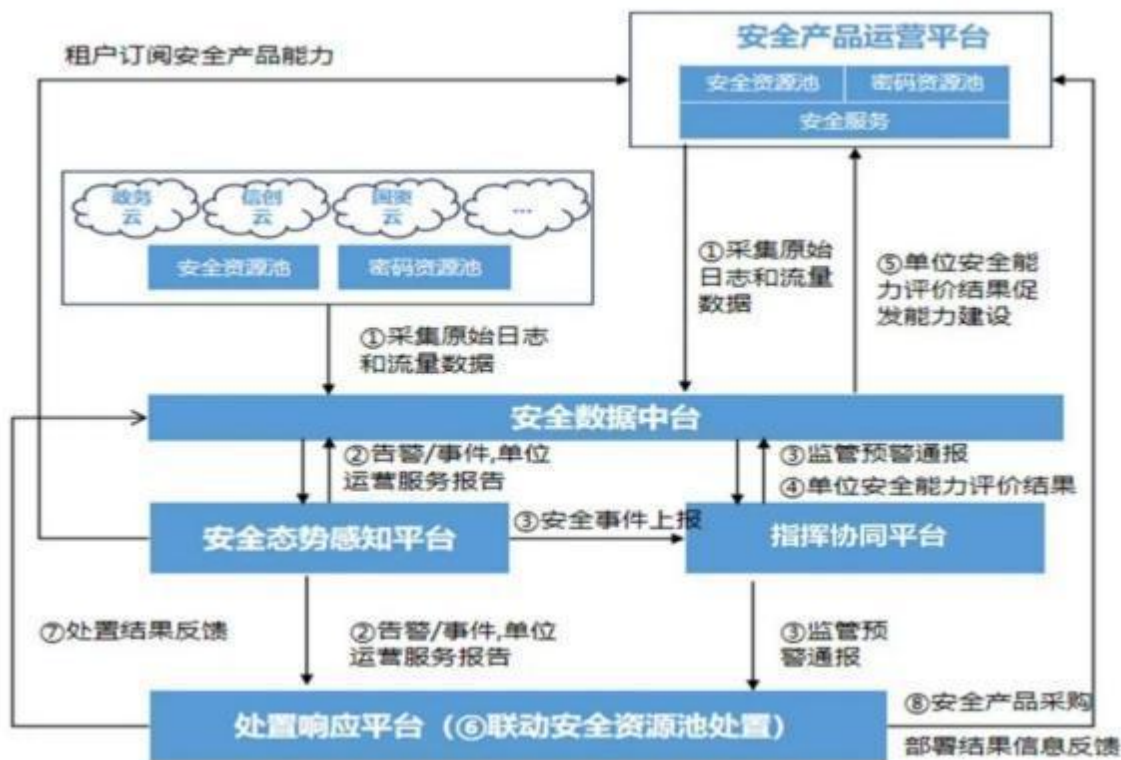 租户订阅安全产品能力
安全产品运营平台
安全资源池
密码资源池
安全服务
政务
云
信创
云
国资
云
...
安全资源池
密码资源池
①采集原始日志
和流量数据
①采集原始
日志和流量
数据
⑤单位安全能
力评价结果促
发能力建设
安全数据中台
②告警/事件,单位
运营服务报告
③监管预警通报
④单位安全能力评价结果
安全态势感知平台
③安全事件上报
指挥协同平台
⑦处置结果反馈
②告警/事件,单位
运营服务报告
③监管预
警通报
处置响应平台（⑥联动安全资源池处置）
⑧安全产品采购
部署结果信息反馈